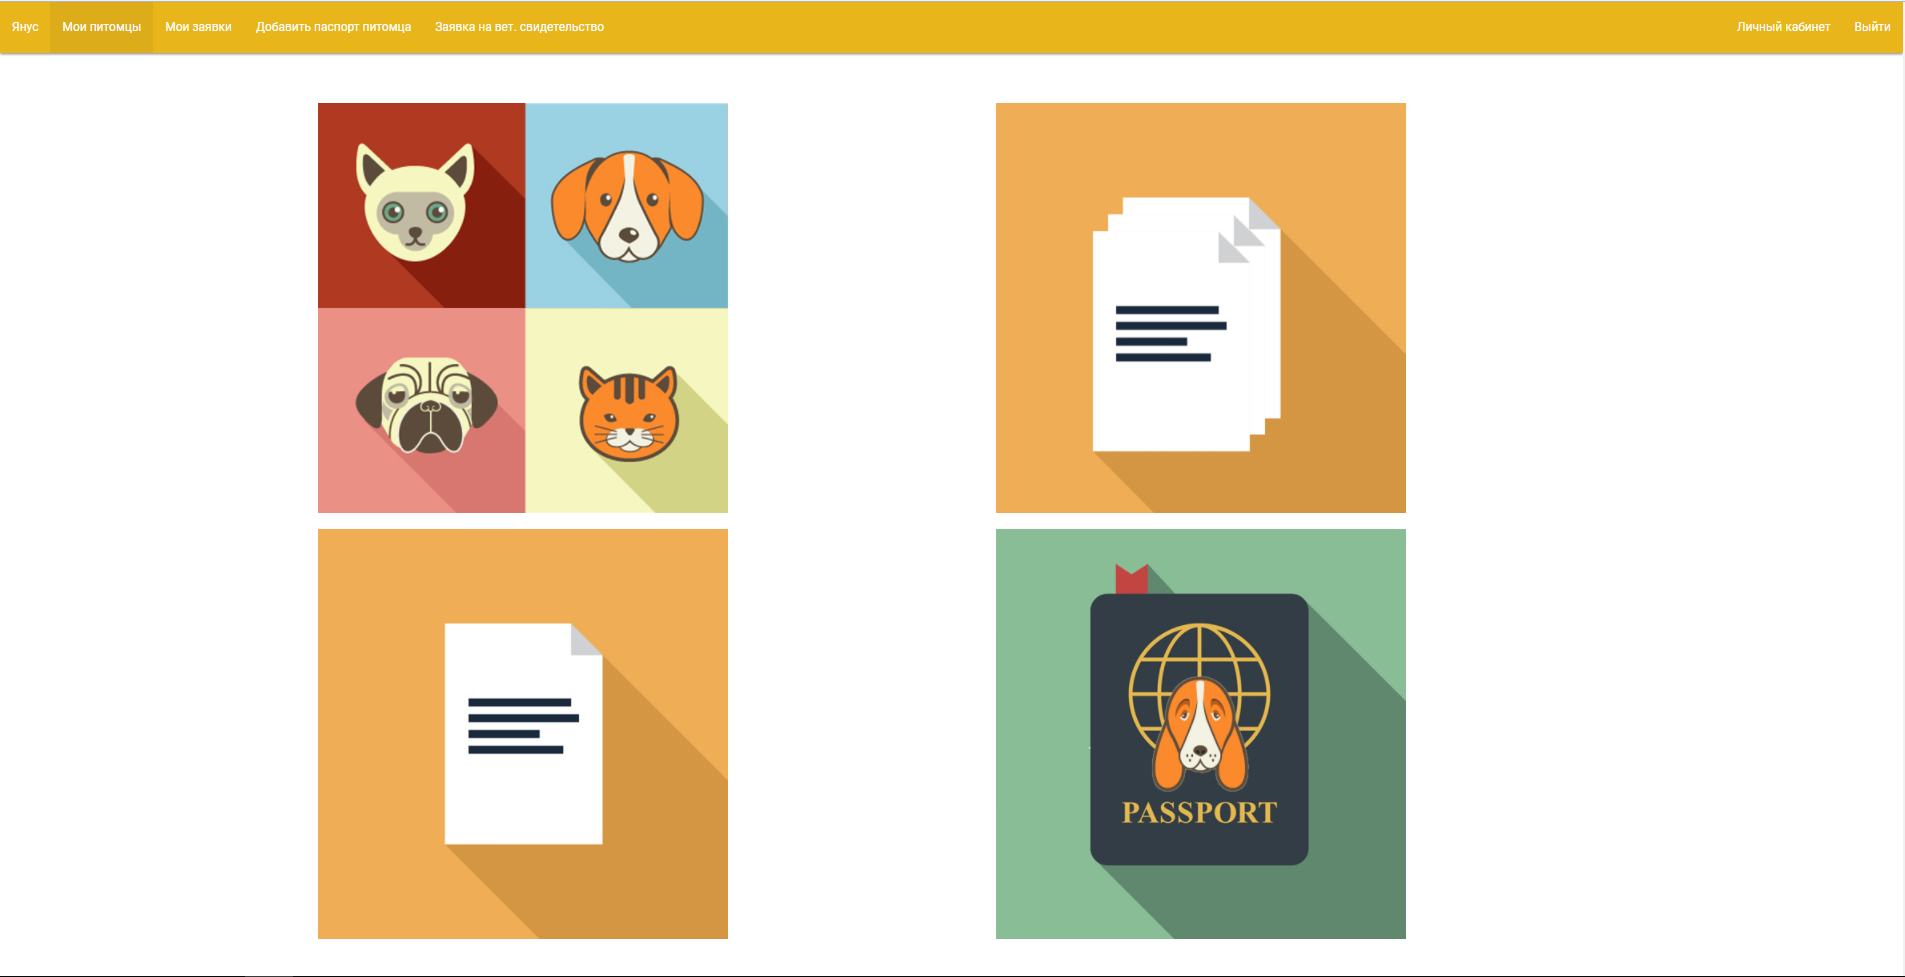 Янус
Мои питомцы
Мои заявки
Добавить паспорт питомца
Заявка на вет. свидетельство
Личный кабинет
Выйти
PASSPORT